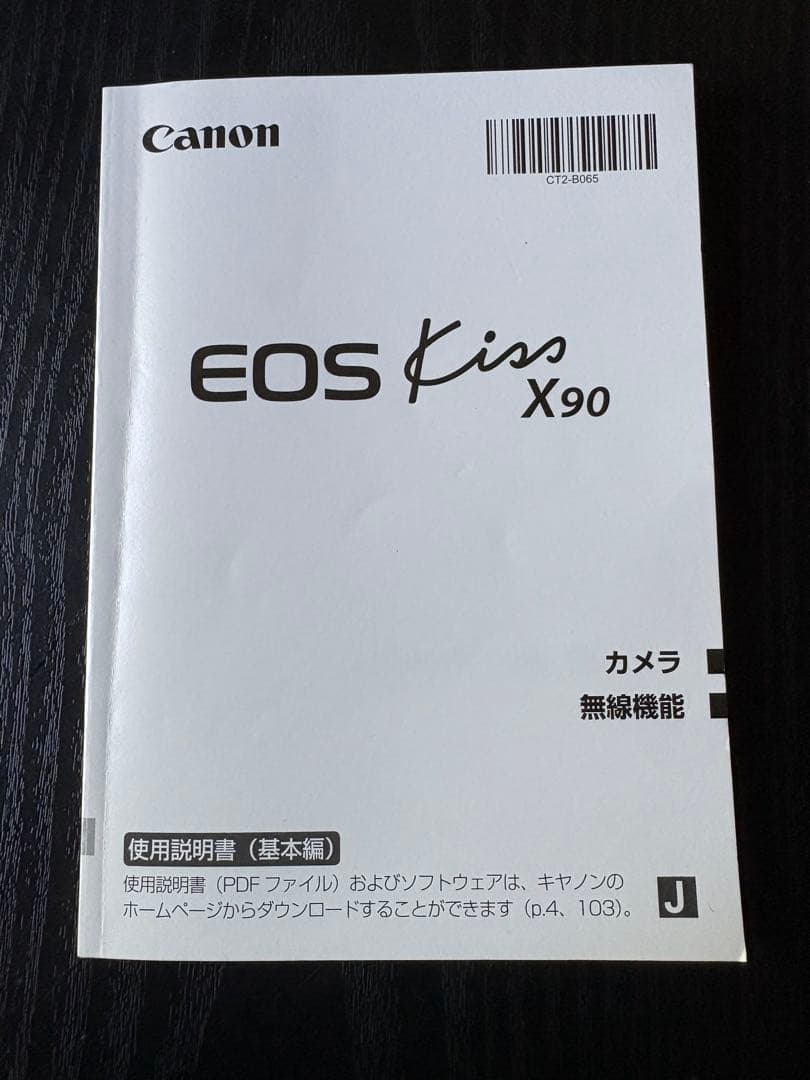 Canon
CT2-B065
EOS Kiss
X90
カメラ
無線機能
使用説明書（基本編）
使用説明書（PDF ファイル）およびソフトウェアは、キヤノンの
ホームページからダウンロードすることができます（p.4、103）。
J